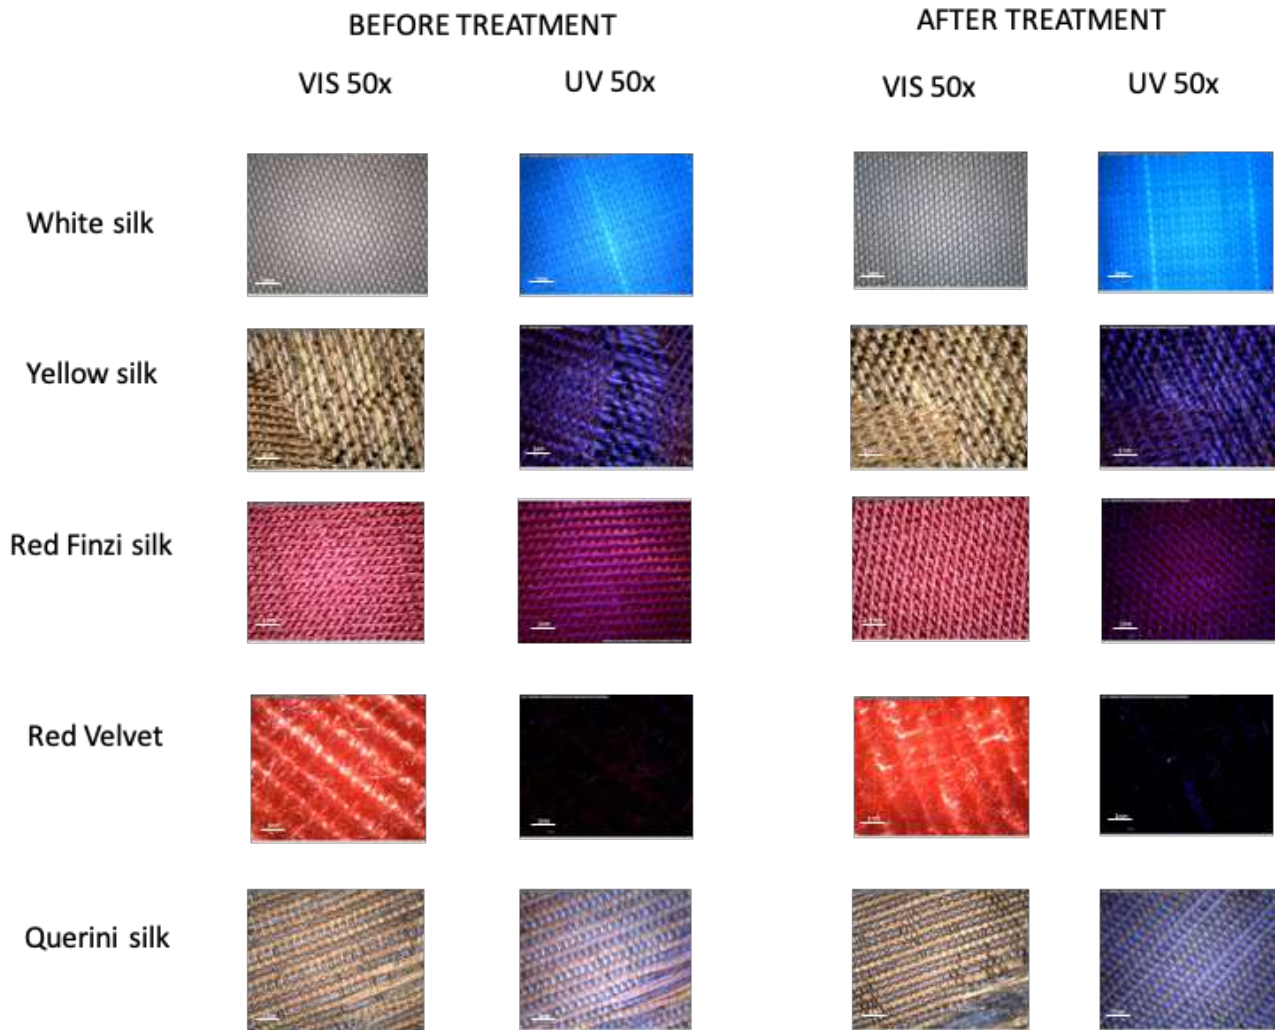 BEFORE TREATMENT
AFTER TREATMENT
VIS 50x
UV 50x
VIS 50x
UV 50x
White silk
Yellow silk
Red Finzi silk
Red Velvet
Querini silk